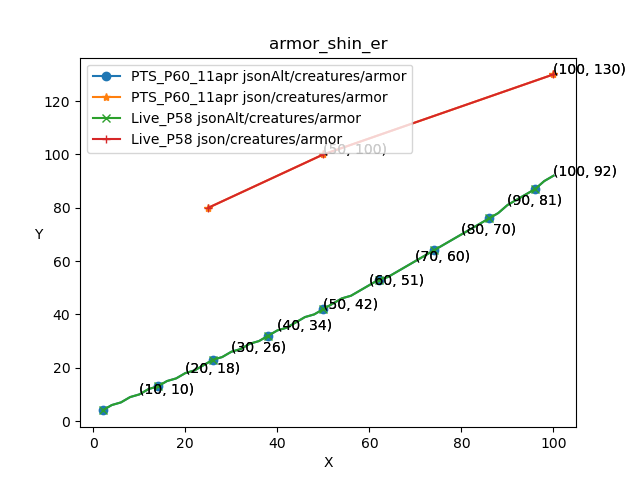 armor_shin_er
PTS_P60_11apr jsonAlt/creatures/armor
PTS_P60_11apr json/creatures/armor
Live_P58 jsonAlt/creatures/armor
Live_P58 json/creatures/armor
(100, 130)
(50, 100)
(100, 92)
(90, 81)
(80, 70)
(70, 60)
(60, 51)
(50, 42)
(40, 34)
(30, 26)
(20, 18)
(10, 10)
Y
120
100
80
60
40
20
0
0 20 40 60 80 100
X